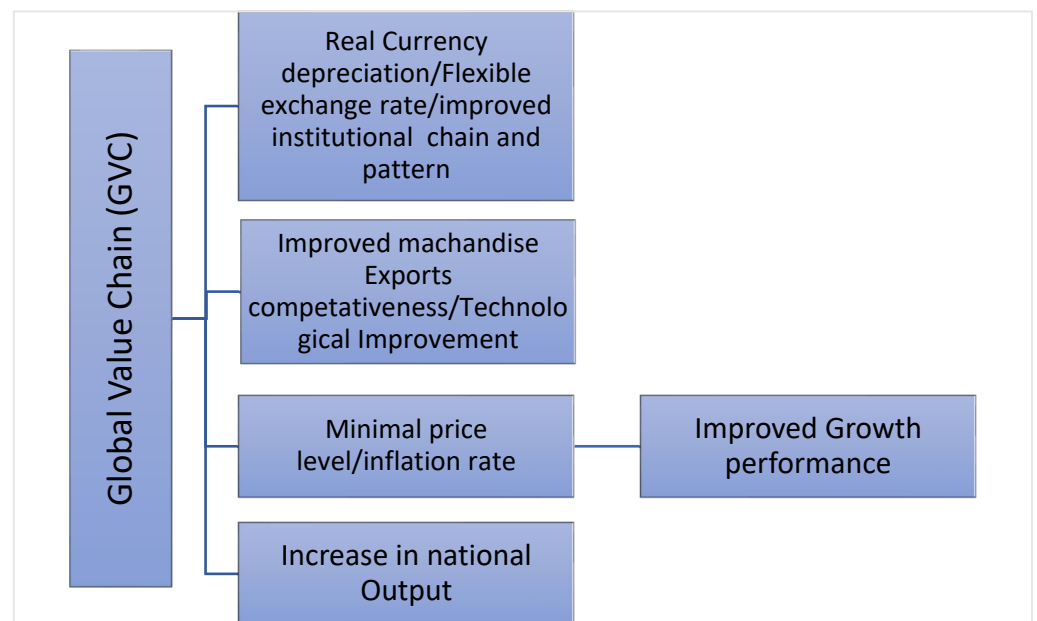 Global Value Chain (GVC)
Real Currency
depreciation/Flexible
exchange rate/improved
institutional chain and
pattern
Improved machandise
Exports
competativeness/Technolo
gical Improvement
Minimal price
level/inflation rate
Improved Growth
performance
Increase in national
Output